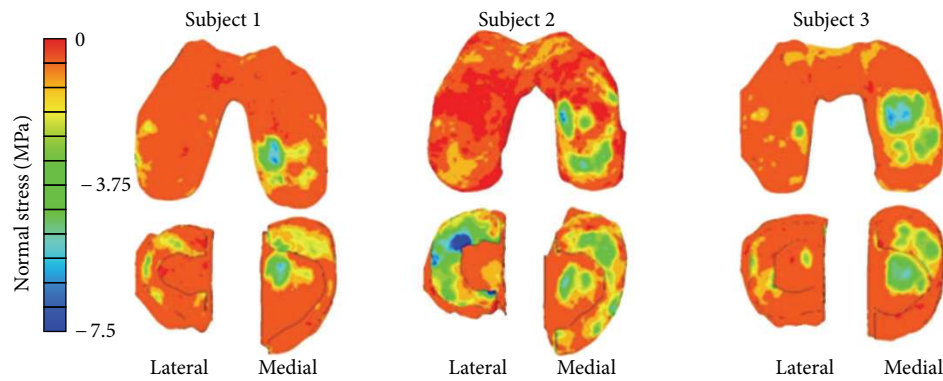 Subject 1
Subject 2
Subject 3
Normal stress (MPa)
0
−3.75
−7.5
Lateral Medial
Lateral Medial
Lateral Medial